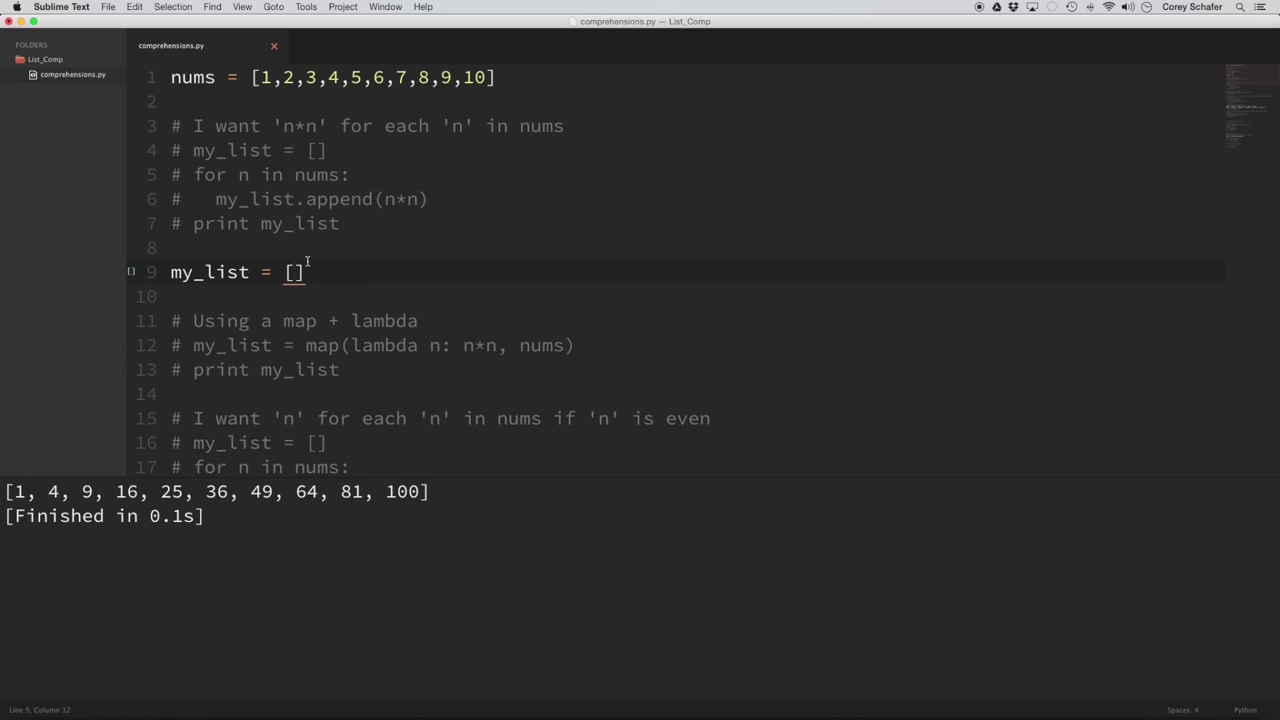 Sublime Text File Edit Selection Find View Goto Tools Project Window Help Corey Schafer
comprehensions.py — List_Comp
FOLDERS
List_Comp
comprehensions.py
comprehensions.py ×
1 nums = [1,2,3,4,5,6,7,8,9,10]
2
3 # I want 'n*n' for each 'n' in nums
4 # my_list = []
5 # for n in nums:
6 #   my_list.append(n*n)
7 # print my_list
8
[] 9 my_list = []
10
11 # Using a map + lambda
12 # my_list = map(lambda n: n*n, nums)
13 # print my_list
14
15 # I want 'n' for each 'n' in nums if 'n' is even
16 # my_list = []
17 # for n in nums:
[1, 4, 9, 16, 25, 36, 49, 64, 81, 100]
[Finished in 0.1s]
Line 9, Column 12 Spaces: 4 Python